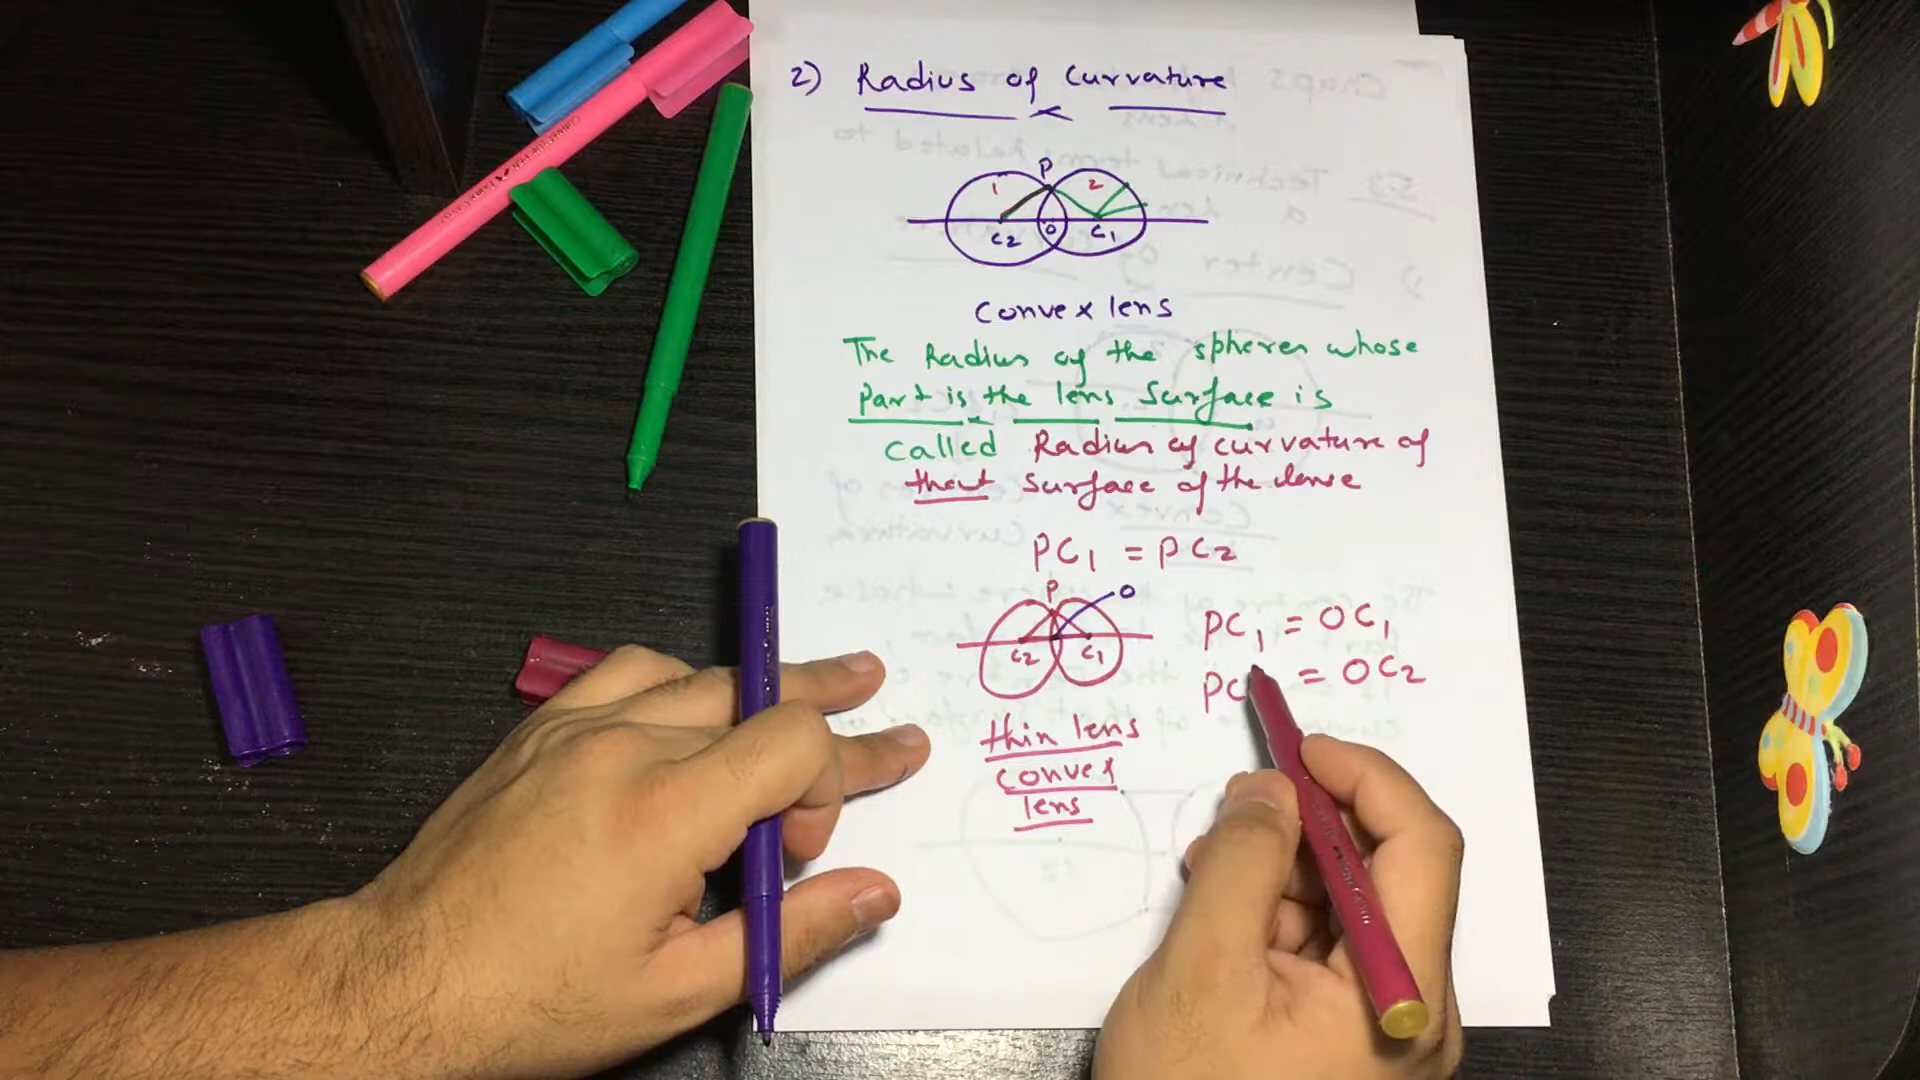 2) Radius of Curvature
P
1 2
C2 O C1
Convex lens
The Radius of the spheres whose
part is the lens Surface is
called Radius of curvature of
that Surface of the lense
PC1 = PC2
P O
C2 C1
PC1 = OC1
PC = OC2
thin lens
convex
lens